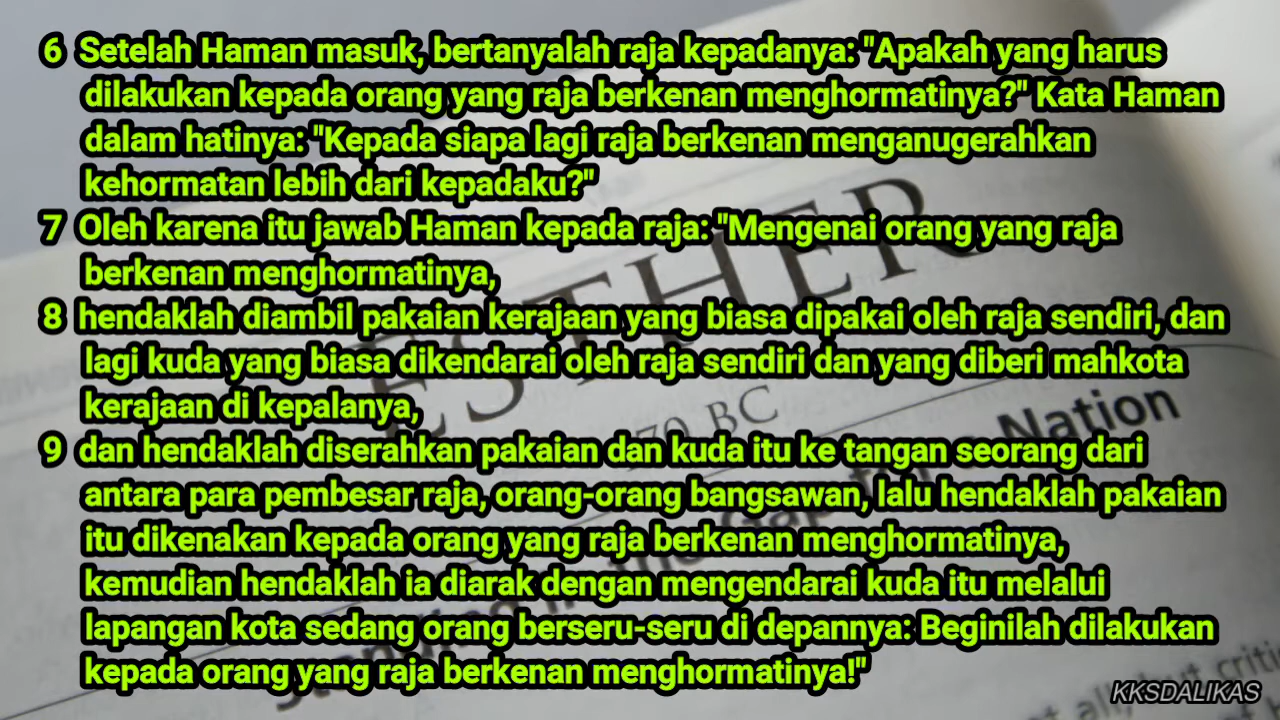 6 Setelah Haman masuk, bertanyalah raja kepadanya: "Apakah yang harus
dilakukan kepada orang yang raja berkenan menghormatinya?" Kata Haman
dalam hatinya: "Kepada siapa lagi raja berkenan menganugerahkan
kehormatan lebih dari kepadaku?"
7 Oleh karena itu jawab Haman kepada raja: "Mengenai orang yang raja
berkenan menghormatinya,
8 hendaklah diambil pakaian kerajaan yang biasa dipakai oleh raja sendiri, dan
lagi kuda yang biasa dikendarai oleh raja sendiri dan yang diberi mahkota
kerajaan di kepalanya,
9 dan hendaklah diserahkan pakaian dan kuda itu ke tangan seorang dari
antara para pembesar raja, orang-orang bangsawan, lalu hendaklah pakaian
itu dikenakan kepada orang yang raja berkenan menghormatinya,
kemudian hendaklah ia diarak dengan mengendarai kuda itu melalui
lapangan kota sedang orang berseru-seru di depannya: Beginilah dilakukan
kepada orang yang raja berkenan menghormatinya!"
ESTHER
BC
Nation
KKSDALIKAS